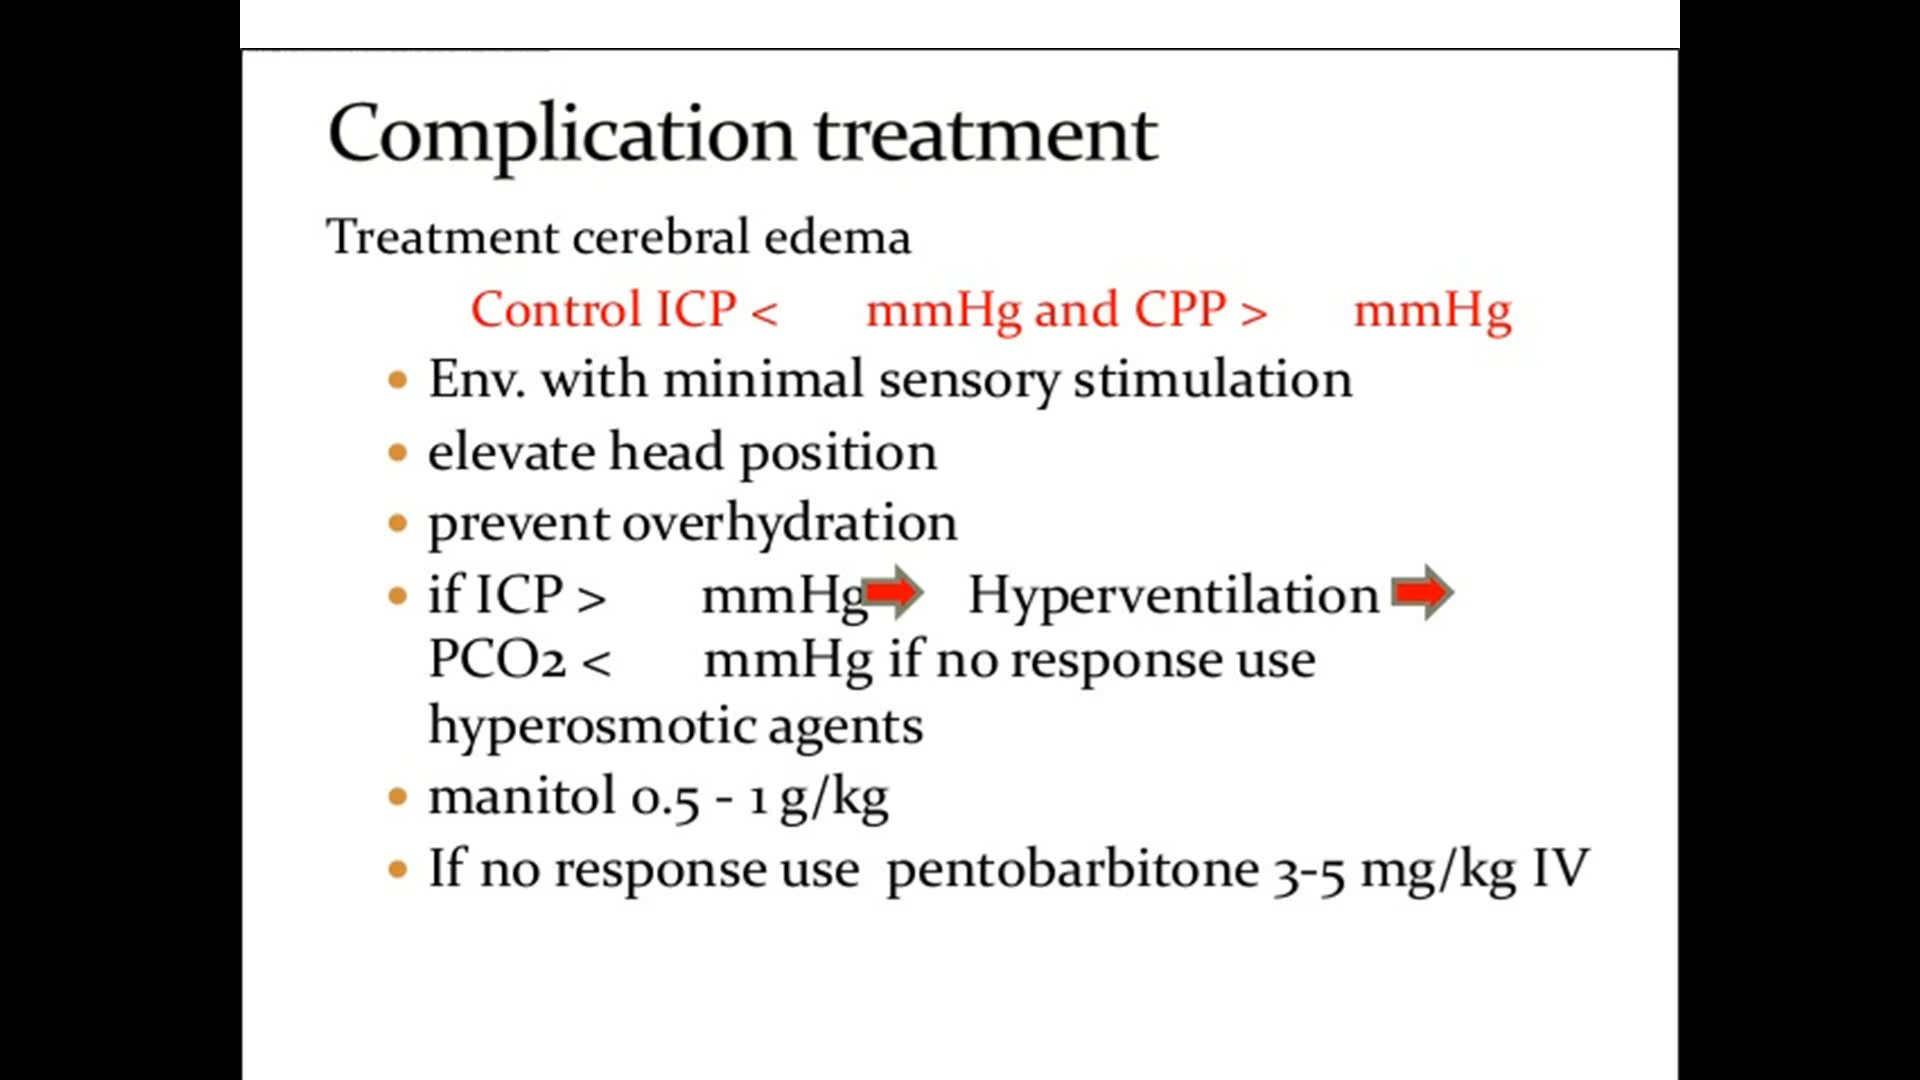 Complication treatment
Treatment cerebral edema
Control ICP < mmHg and CPP > mmHg
Env. with minimal sensory stimulation
elevate head position
prevent overhydration
if ICP > mmHg Hyperventilation
PCO2 < mmHg if no response use
hyperosmotic agents
manitol 0.5 - 1 g/kg
If no response use pentobarbitone 3-5 mg/kg IV